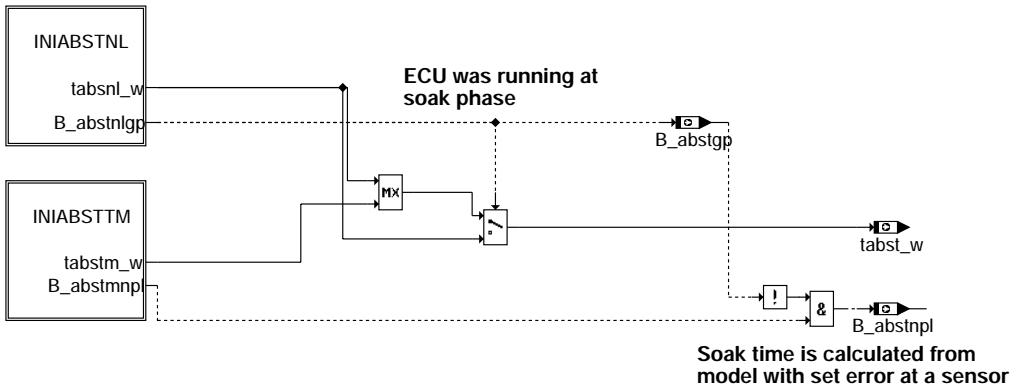 INIABSTNL
tabsnl_w
B_abstnlgp
ECU was running at
soak phase
B_abstgp
INIABSTTM
tabstm_w
B_abstmnpl
MX
tabst_w
!
&
B_abstnpl
Soak time is calculated from
model with set error at a sensor